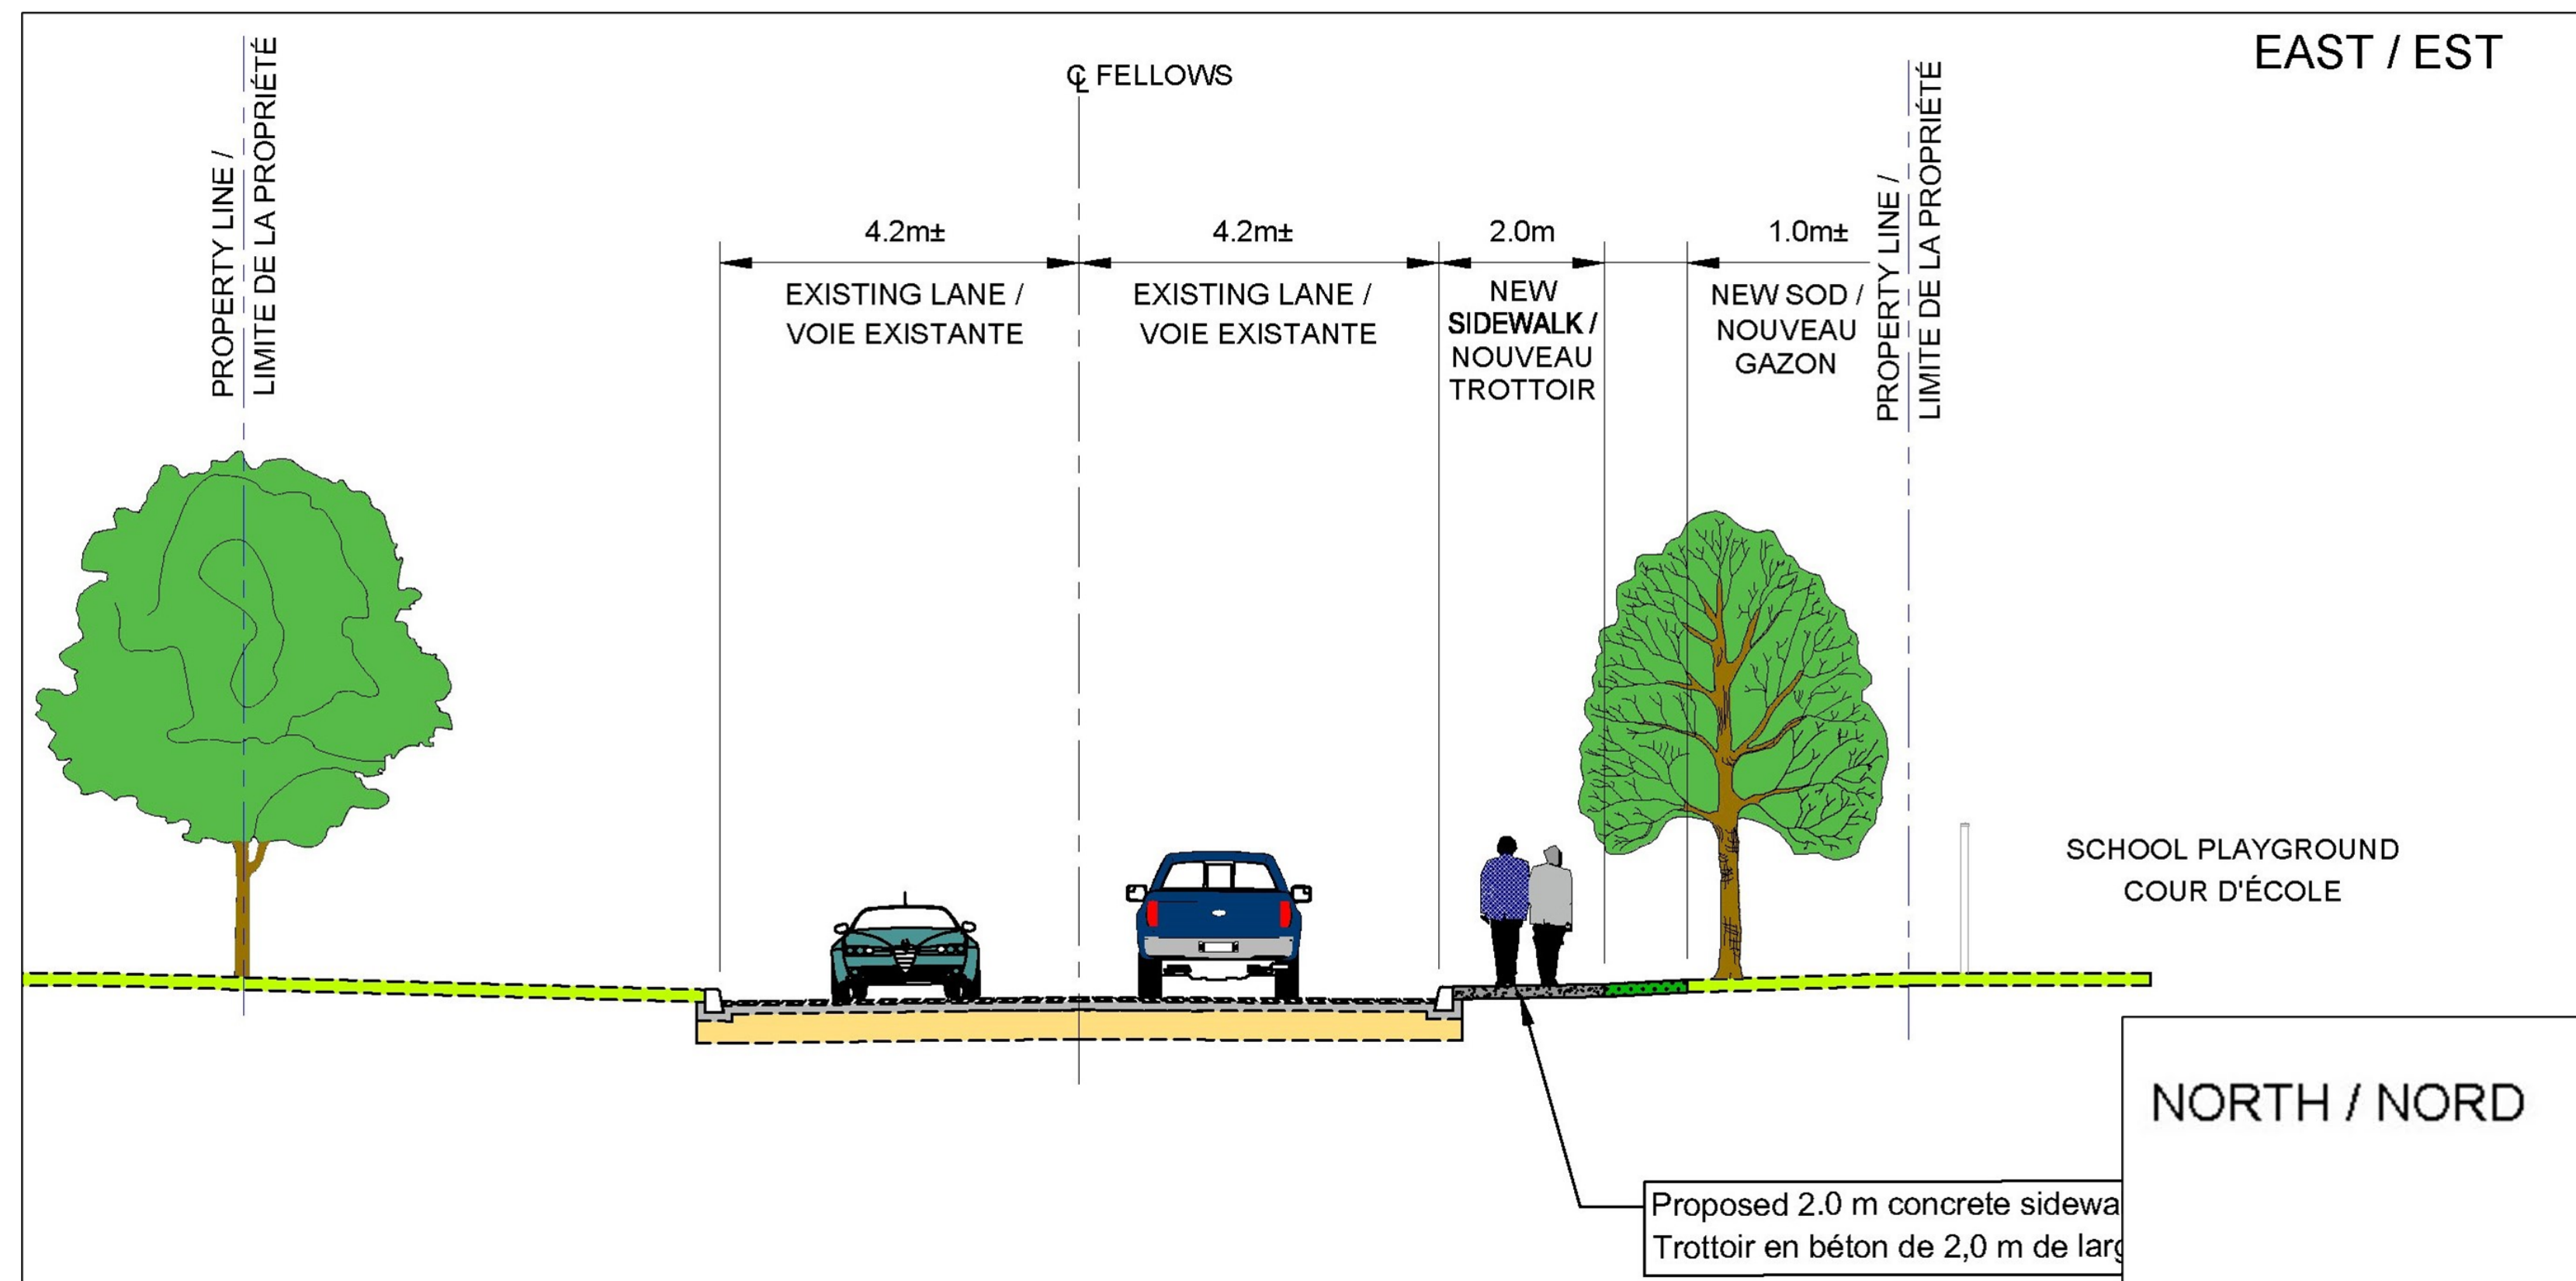 EAST / EST
PROPERTY LINE /
LIMITE DE LA PROPRIÉTÉ
℄ FELLOWS
PROPERTY LINE /
LIMITE DE LA PROPRIÉTÉ
4.2m±
EXISTING LANE /
VOIE EXISTANTE
4.2m±
EXISTING LANE /
VOIE EXISTANTE
2.0m
NEW
SIDEWALK /
NOUVEAU
TROTTOIR
1.0m±
NEW SOD /
NOUVEAU
GAZON
SCHOOL PLAYGROUND
COUR D'ÉCOLE
NORTH / NORD
Proposed 2.0 m concrete
Trottoir en béton de 2,0 m de